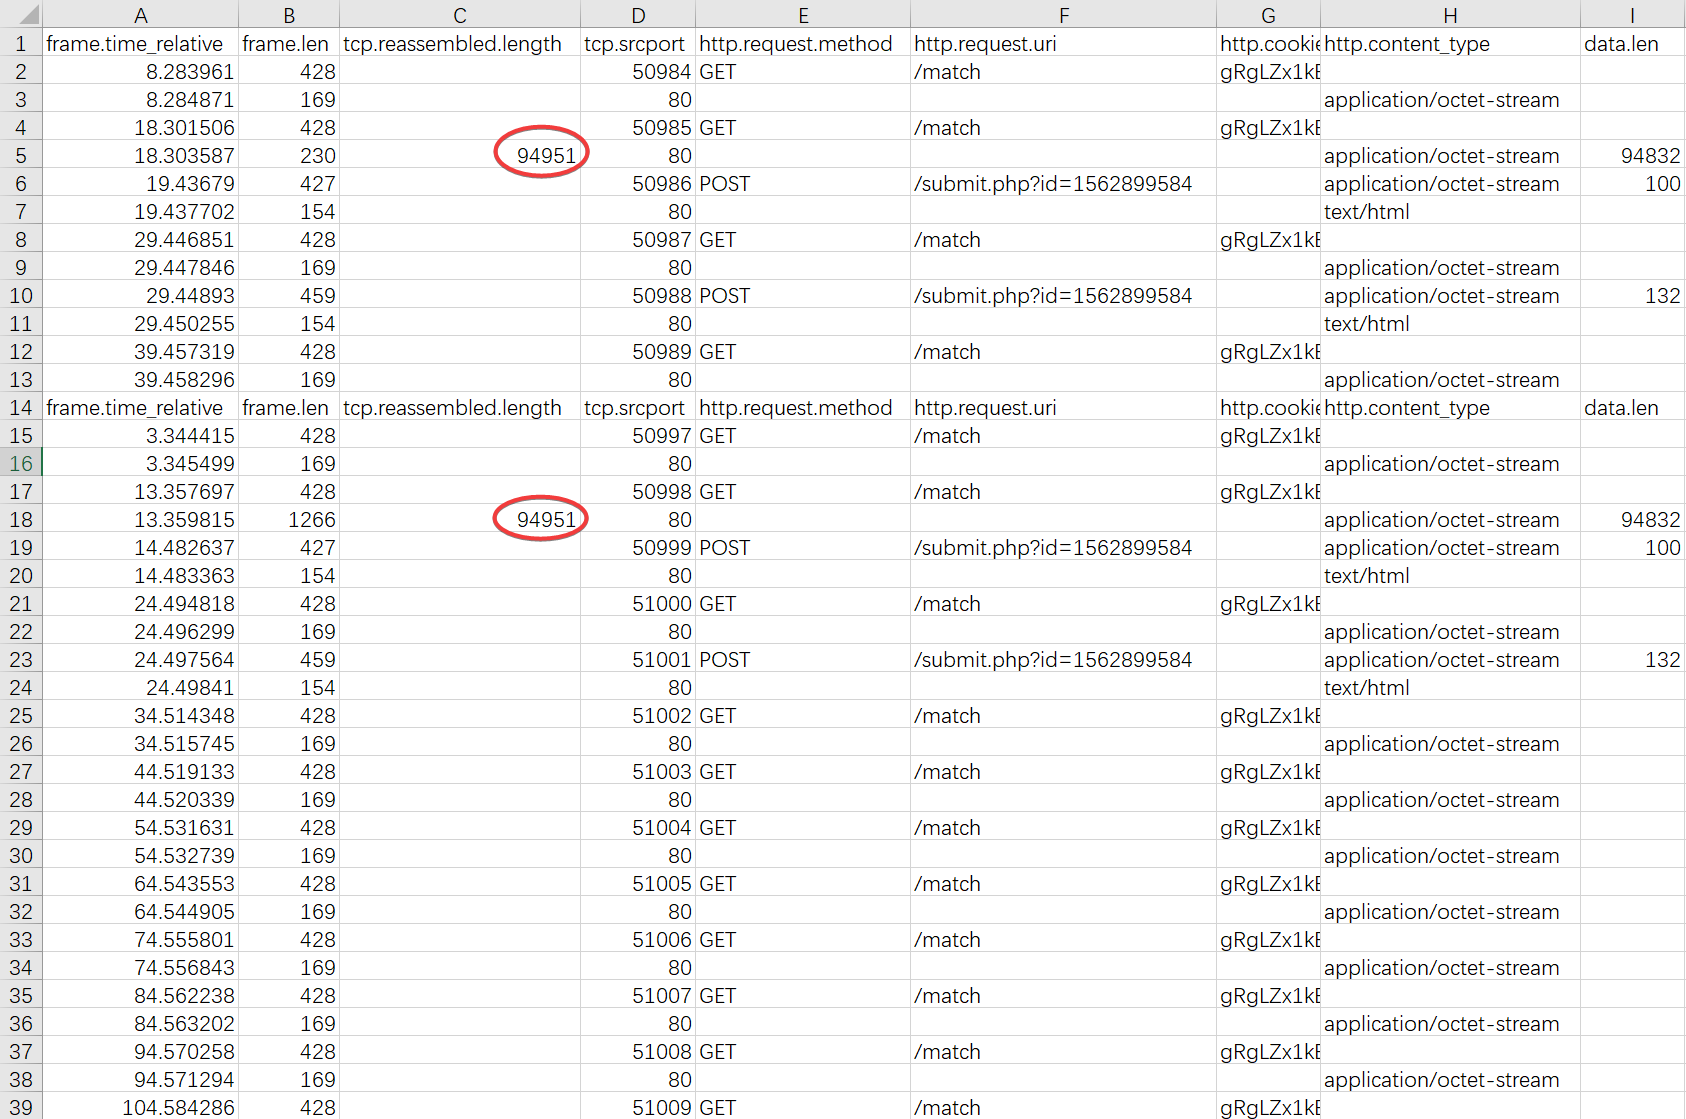 A B C D E F G H I
1 frame.time_relative frame.len tcp.reassembled.length tcp.srcport http.request.method http.request.uri http.cookie http.content_type data.len
2 8.283961 428 50984 GET /match gRgLZx1kE
3 8.284871 169 80 application/octet-stream
4 18.301506 428 50985 GET /match gRgLZx1kE
5 18.303587 230 94951 80 application/octet-stream 94832
6 19.43679 427 50986 POST /submit.php?id=1562899584 application/octet-stream 100
7 19.437702 154 80 text/html
8 29.446851 428 50987 GET /match gRgLZx1kE
9 29.447846 169 80 application/octet-stream
10 29.44893 459 50988 POST /submit.php?id=1562899584 application/octet-stream 132
11 29.450255 154 80 text/html
12 39.457319 428 50989 GET /match gRgLZx1kE
13 39.458296 169 80 application/octet-stream
14 frame.time_relative frame.len tcp.reassembled.length tcp.srcport http.request.method http.request.uri http.cookie http.content_type data.len
15 3.344415 428 50997 GET /match gRgLZx1kE
16 3.345499 169 80 application/octet-stream
17 13.357697 428 50998 GET /match gRgLZx1kE
18 13.359815 1266 94951 80 application/octet-stream 94832
19 14.482637 427 50999 POST /submit.php?id=1562899584 application/octet-stream 100
20 14.483363 154 80 text/html
21 24.494818 428 51000 GET /match gRgLZx1kE
22 24.496299 169 80 application/octet-stream
23 24.497564 459 51001 POST /submit.php?id=1562899584 application/octet-stream 132
24 24.49841 154 80 text/html
25 34.514348 428 51002 GET /match gRgLZx1kE
26 34.515745 169 80 application/octet-stream
27 44.519133 428 51003 GET /match gRgLZx1kE
28 44.520339 169 80 application/octet-stream
29 54.531631 428 51004 GET /match gRgLZx1kE
30 54.532739 169 80 application/octet-stream
31 64.543553 428 51005 GET /match gRgLZx1kE
32 64.544905 169 80 application/octet-stream
33 74.555801 428 51006 GET /match gRgLZx1kE
34 74.556843 169 80 application/octet-stream
35 84.562238 428 51007 GET /match gRgLZx1kE
36 84.563202 169 80 application/octet-stream
37 94.570258 428 51008 GET /match gRgLZx1kE
38 94.571294 169 80 application/octet-stream
39 104.584286 428 51009 GET /match gRgLZx1kE